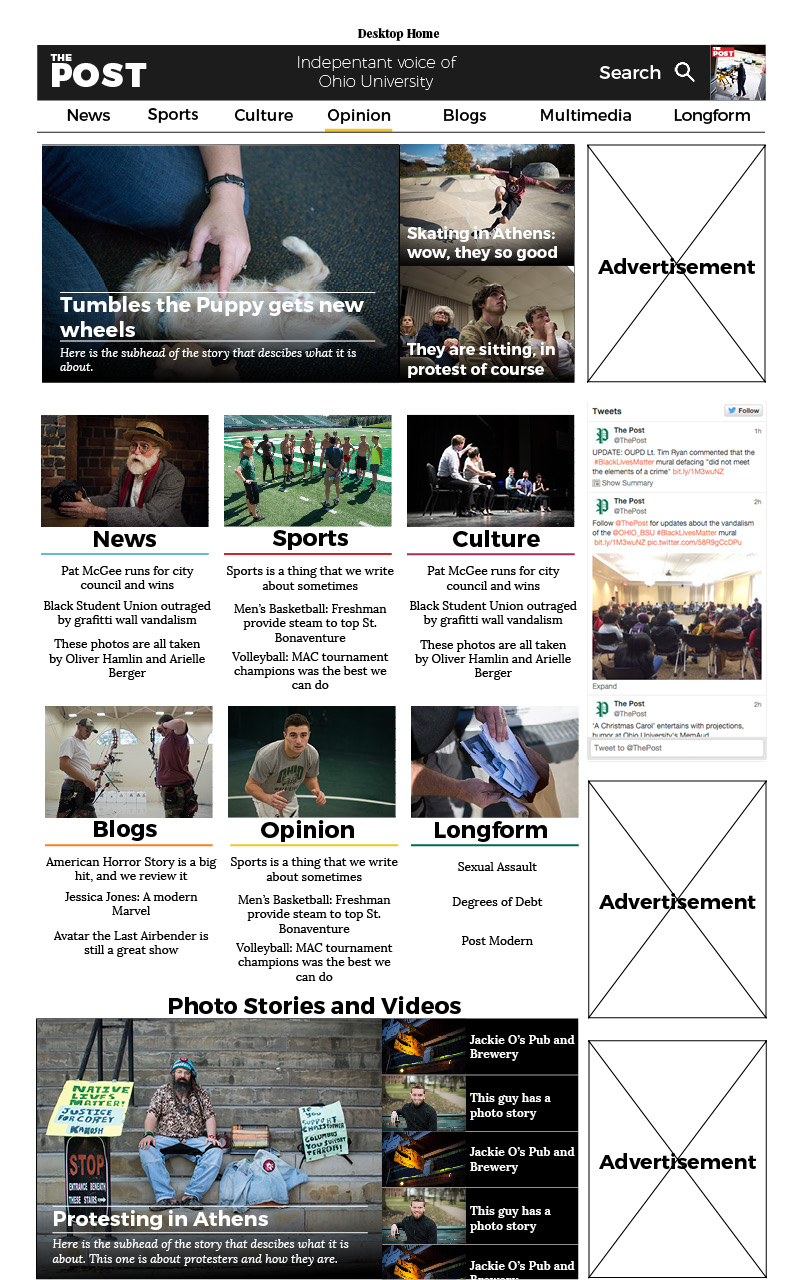 Desktop Home
THE
POST
Indepentant voice of
Ohio University
Search
THE
POST
News Sports Culture Opinion Blogs Multimedia Longform
Tumbles the Puppy gets new
wheels
Here is the subhead of the story that descibes what it is
about.
Skating in Athens:
wow, they so good
They are sitting, in
protest of course
Advertisement
News
Pat McGee runs for city
council and wins
Black Student Union outraged
by grafitti wall vandalism
These photos are all taken
by Oliver Hamlin and Arielle
Berger
Sports
Sports is a thing that we write
about sometimes
Men's Basketball: Freshman
provide steam to top St.
Bonaventure
Volleyball: MAC tournament
champions was the best we
can do
Culture
Pat McGee runs for city
council and wins
Black Student Union outraged
by grafitti wall vandalism
These photos are all taken
by Oliver Hamlin and Arielle
Berger
Tweets
Follow
The Post 1h
@ThePost
UPDATE: OUPD Lt. Tim Ryan commented that the
#BlackLivesMatter mural defacing "did not meet
the elements of a crime" bit.ly/1M3wuNZ
Show Summary
The Post 2h
@ThePost
Follow @ThePost for updates about the vandalism
of the @OHIO_BSU #BlackLivesMatter mural
bit.ly/1M3wuNZ pic.twitter.com/58R9gCcDPu
Expand
The Post 2h
@ThePost
'A Christmas Carol' entertains with projections,
humor at Ohio University's MemAud
Tweet to @ThePost
OHIO
Blogs
American Horror Story is a big
hit, and we review it
Jessica Jones: A modern
Marvel
Avatar the Last Airbender is
still a great show
Opinion
Sports is a thing that we write
about sometimes
Men's Basketball: Freshman
provide steam to top St.
Bonaventure
Volleyball: MAC tournament
champions was the best we
can do
Longform
Sexual Assault
Degrees of Debt
Post Modern
Advertisement
Photo Stories and Videos
NATIVE
LIVES
MATTER!
JUSTICE
FOR COREY
KANOSH
STOP
ENTRANCE BENEATH
THESE STAIRS
IF
YOU
SUPPORT
CHRISTOPHER
COLUMBUS
YOU SUPPORT
TERROR!
Protesting in Athens
Here is the subhead of the story that descibes what it is
about. This one is about protesters and how they are.
Jackie O's Pub and
Brewery
This guy has a
photo story
Jackie O's Pub and
Brewery
This guy has a
photo story
Jackie O's Pub and
Brewery
Advertisement